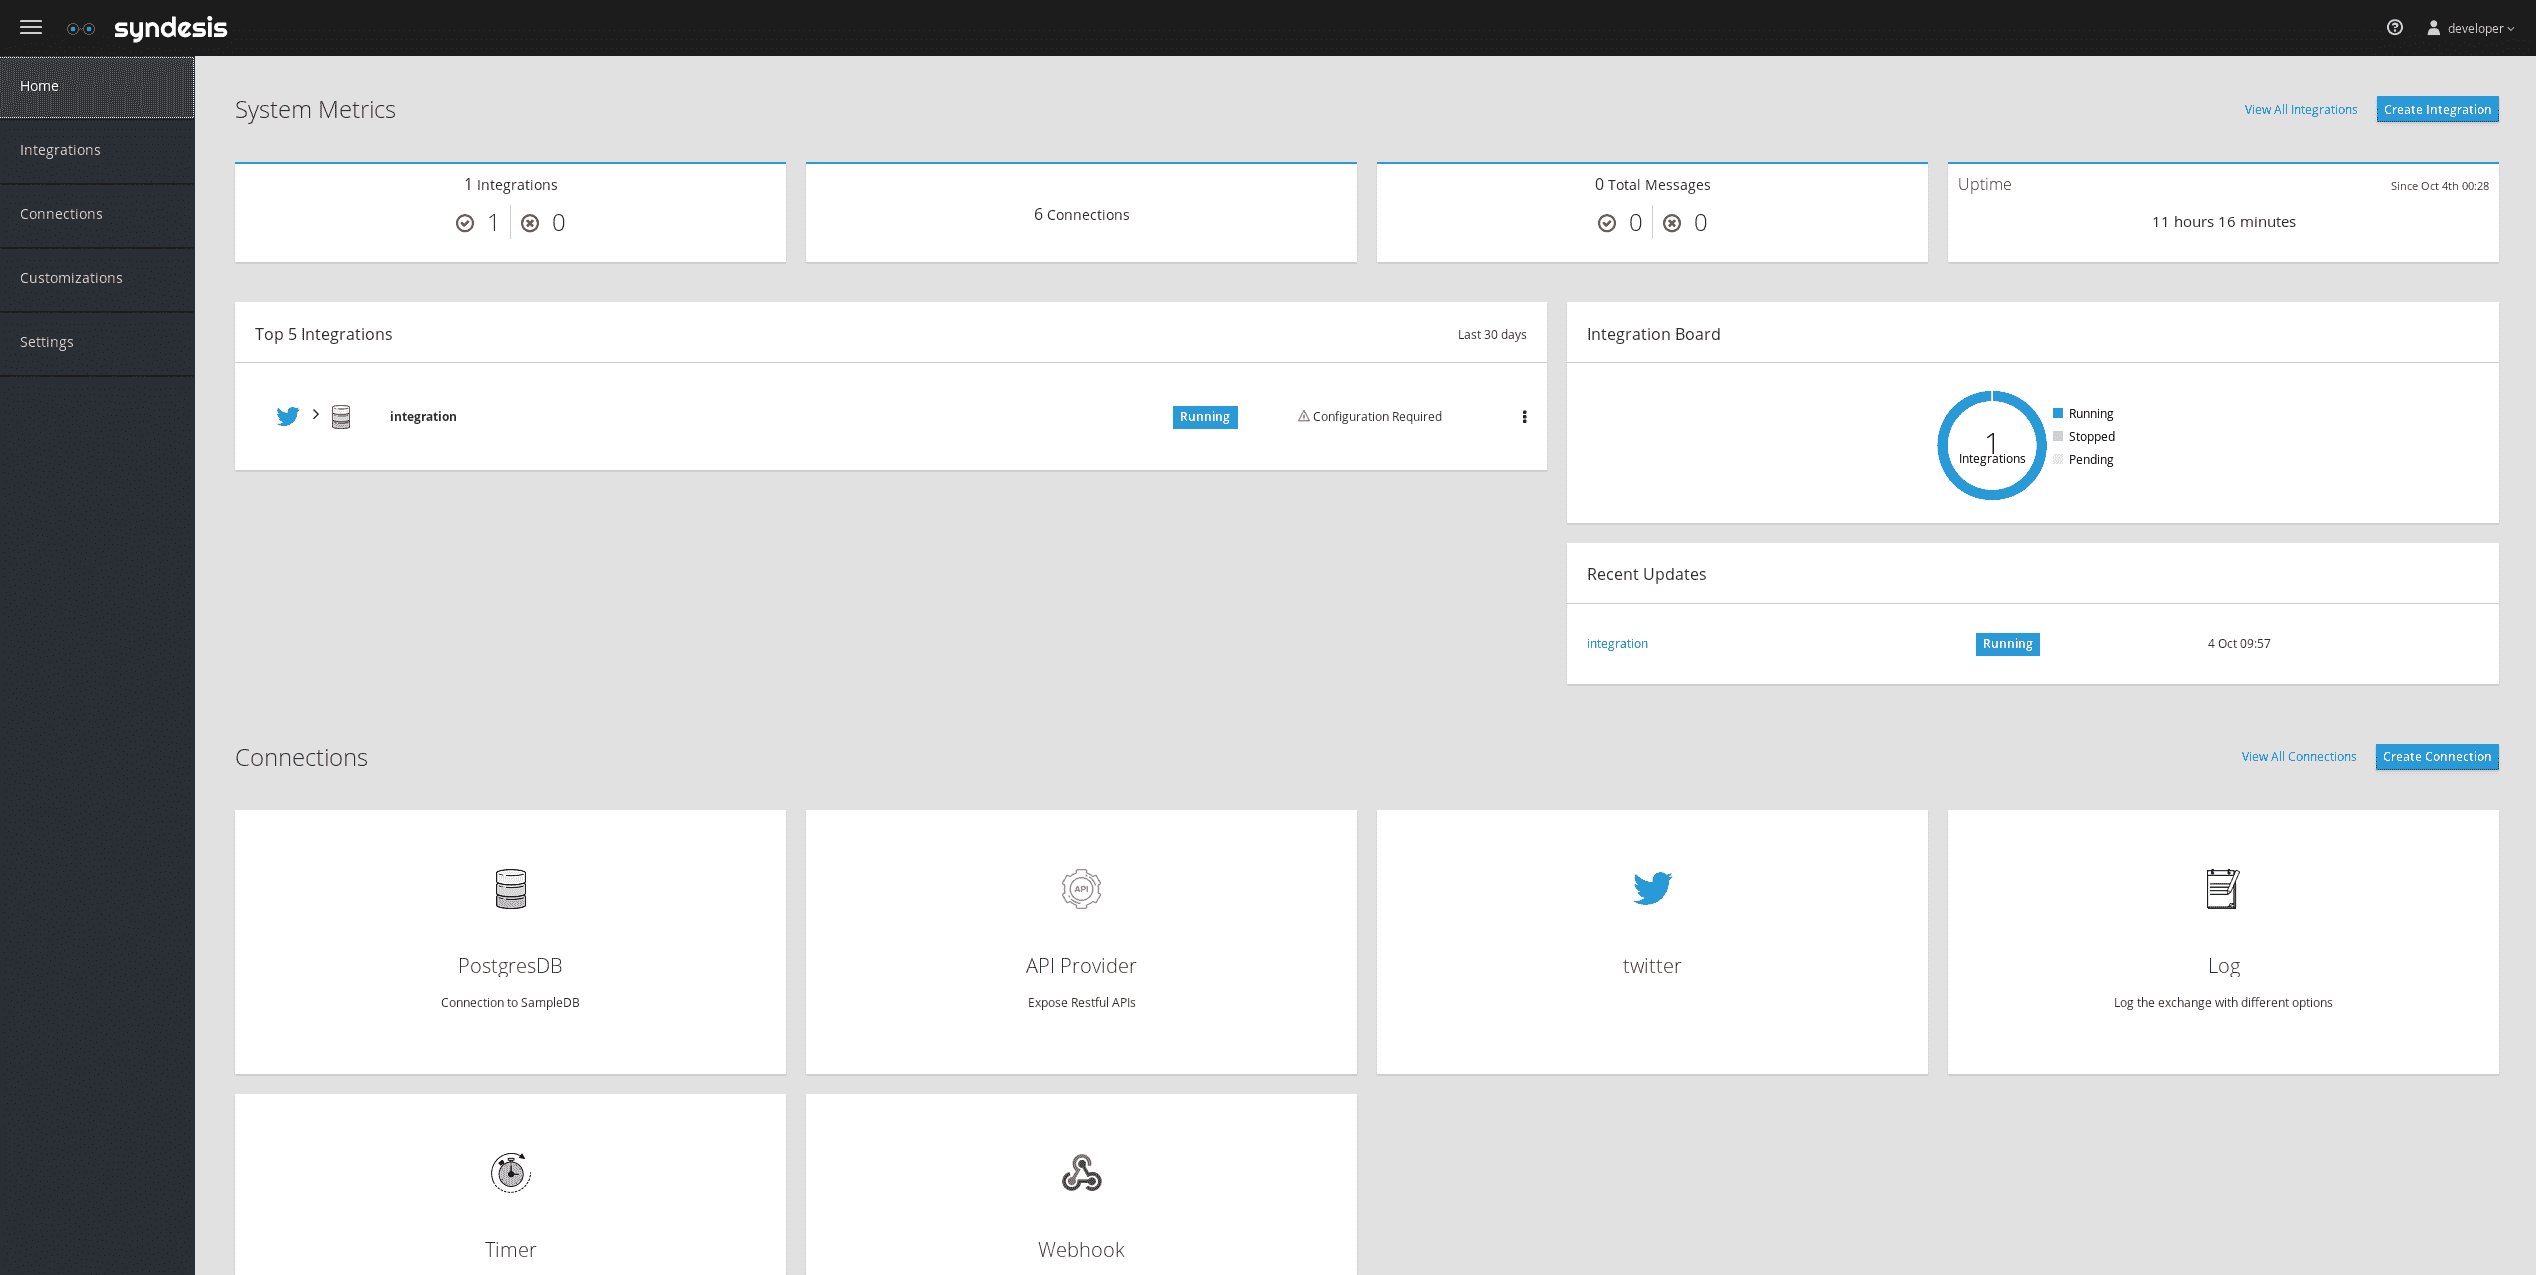 syndesis
developer
Home
Integrations
Connections
Customizations
Settings
System Metrics
View All Integrations
Create Integration
1 Integrations
1 0
6 Connections
0 Total Messages
0 0
Uptime
Since Oct 4th 00:28
11 hours 16 minutes
Top 5 Integrations
Last 30 days
integration
Running
Configuration Required
Integration Board
1
Integrations
Running
Stopped
Pending
Recent Updates
integration
Running
4 Oct 09:57
Connections
View All Connections
Create Connection
PostgresDB
Connection to SampleDB
API
API Provider
Expose Restful APIs
twitter
Log
Log the exchange with different options
Timer
Webhook